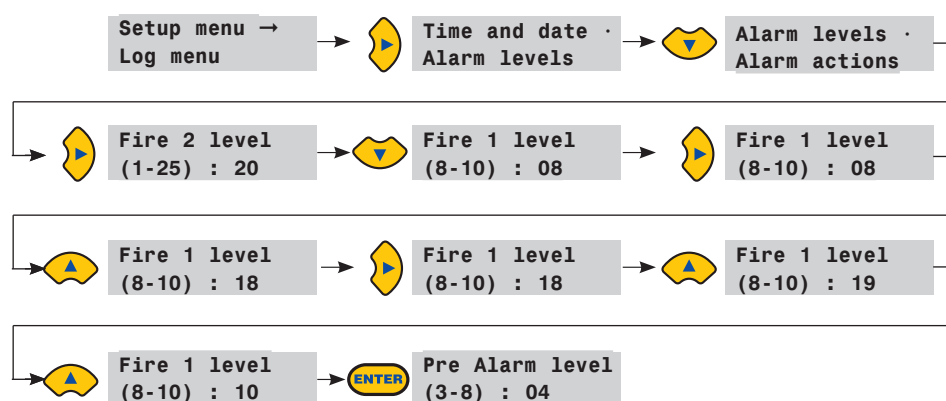 Setup menu →
Log menu
Time and date ·
Alarm levels
Alarm levels ·
Alarm actions
Fire 2 level
(1-25) : 20
Fire 1 level
(8-10) : 08
Fire 1 level
(8-10) : 08
Fire 1 level
(8-10) : 18
Fire 1 level
(8-10) : 18
Fire 1 level
(8-10) : 19
Fire 1 level
(8-10) : 10
ENTER
Pre Alarm level
(3-8) : 04